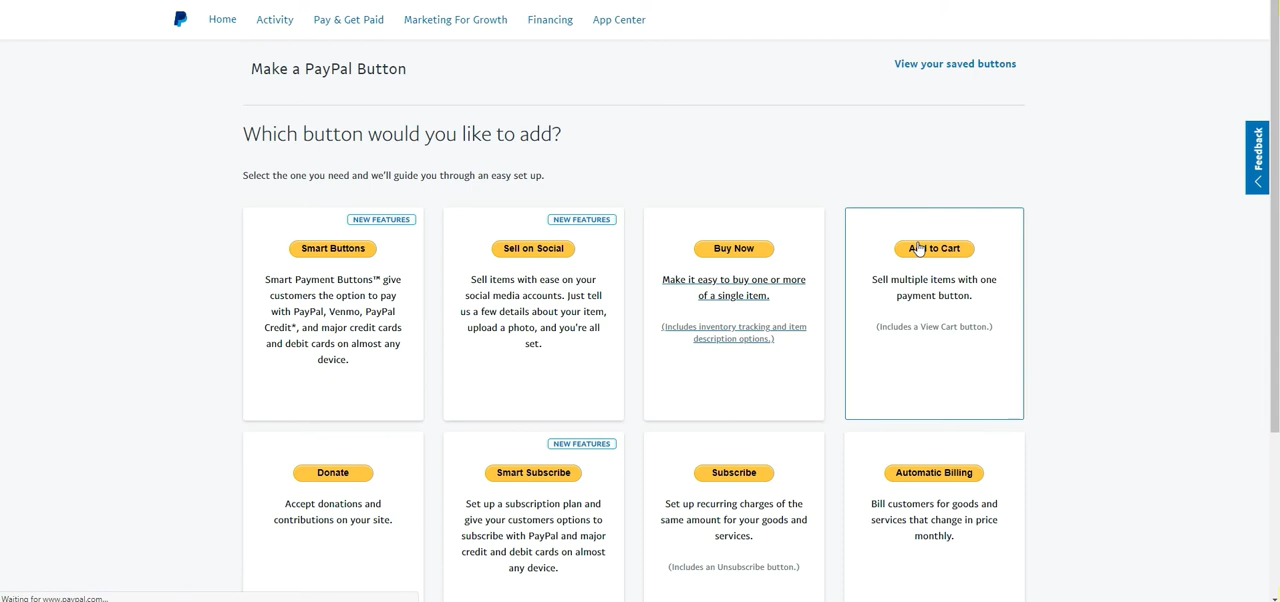 Home Activity Pay & Get Paid Marketing For Growth Financing App Center
Make a PayPal Button
View your saved buttons
Feedback
Which button would you like to add?
Select the one you need and we'll guide you through an easy set up.
NEW FEATURES
Smart Buttons
Smart Payment Buttons™ give
customers the option to pay
with PayPal, Venmo, PayPal
Credit*, and major credit cards
and debit cards on almost any
device.
NEW FEATURES
Sell on Social
Sell items with ease on your
social media accounts. Just tell
us a few details about your item,
upload a photo, and you're all
set.
Buy Now
Make it easy to buy one or more
of a single item.
(Includes inventory tracking and item
description options.)
Add to Cart
Sell multiple items with one
payment button.
(Includes a View Cart button.)
Donate
Accept donations and
contributions on your site.
NEW FEATURES
Smart Subscribe
Set up a subscription plan and
give your customers options to
subscribe with PayPal and major
credit and debit cards on almost
any device.
Subscribe
Set up recurring charges of the
same amount for your goods and
services.
(Includes an Unsubscribe button.)
Automatic Billing
Bill customers for goods and
services that change in price
monthly.
Waiting for www.paypal.com...